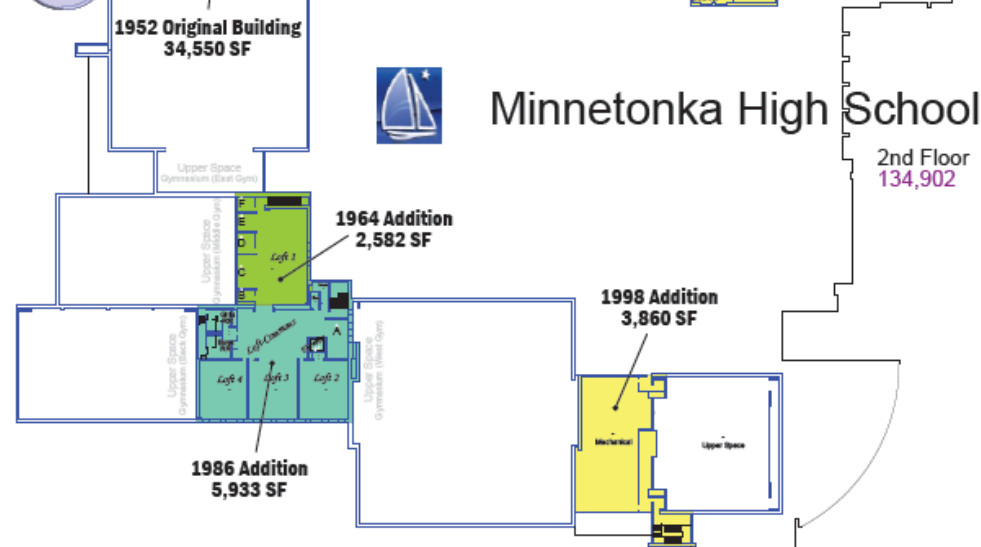 1952 Original Building
34,550 SF
Minnetonka High School
2nd Floor
134,902
Upper Space
Gymnasium (East Gym)
1964 Addition
2,582 SF
Upper Space
Gymnasium (Middle Gym)
F
E
D
C
B
Loft 1
1998 Addition
3,860 SF
A
Loft Commons
Upper Space
Gymnasium (Back Gym)
Upper Space
Gymnasium (West Gym)
Loft 4
Loft 3
Loft 2
Mechanical
Upper Space
1986 Addition
5,933 SF